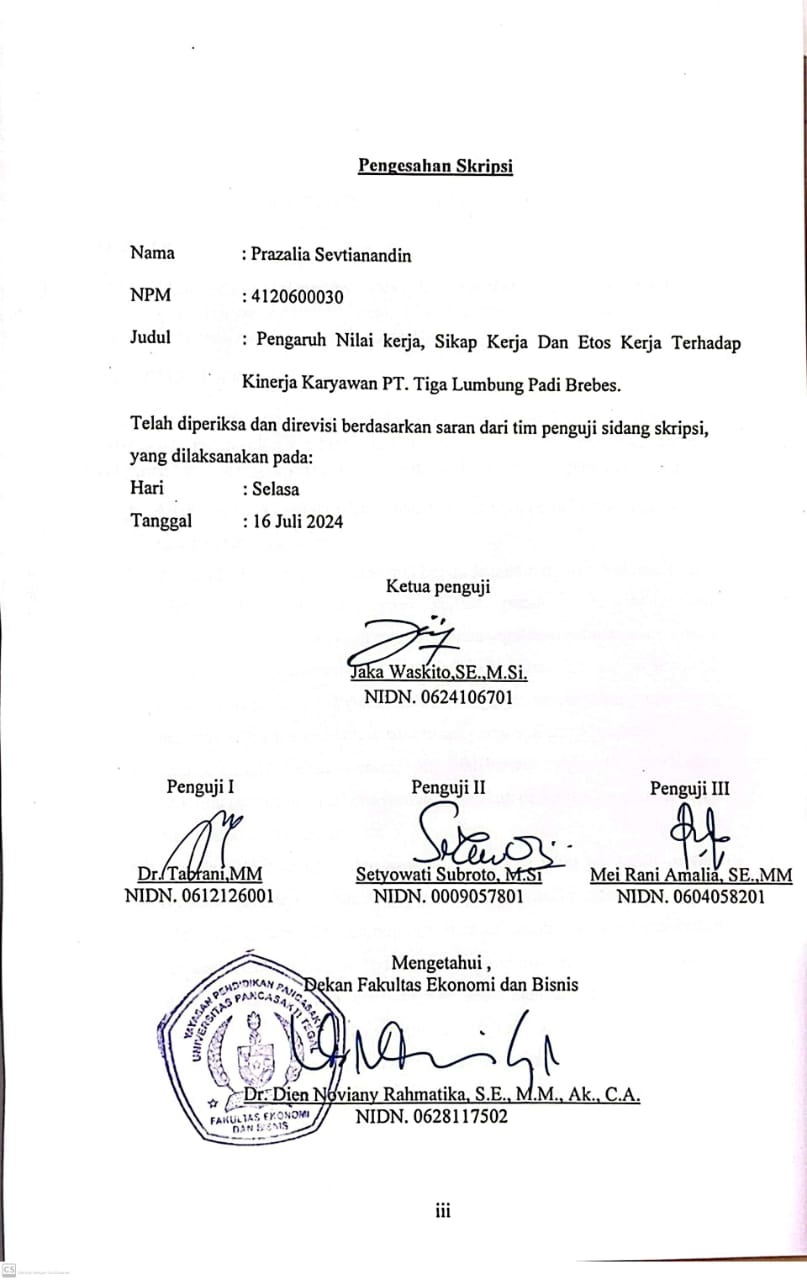 Pengesahan Skripsi
Nama : Prazalia Sevtianandin
NPM : 4120600030
Judul : Pengaruh Nilai kerja, Sikap Kerja Dan Etos Kerja Terhadap
Kinerja Karyawan PT. Tiga Lumbung Padi Brebes.
Telah diperiksa dan direvisi berdasarkan saran dari tim penguji sidang skripsi,
yang dilaksanakan pada:
Hari : Selasa
Tanggal : 16 Juli 2024
Ketua penguji
Jaka Waskito,SE.,M.Si.
NIDN. 0624106701
Penguji I Penguji II Penguji III
Dr. Tabrani,MM Setyowati Subroto, M.Si Mei Rani Amalia, SE.,MM
NIDN. 0612126001 NIDN. 0009057801 NIDN. 0604058201
Mengetahui ,
Dekan Fakultas Ekonomi dan Bisnis
YAYASAN PENDIDIKAN PANCASAKTI
UNIVERSITAS PANCASAKTI TEGAL
Dr. Dien Noviany Rahmatika, S.E., M.M., Ak., C.A.
FAKULTAS EKONOMI
DAN BISNIS
NIDN. 0628117502
iii
CS